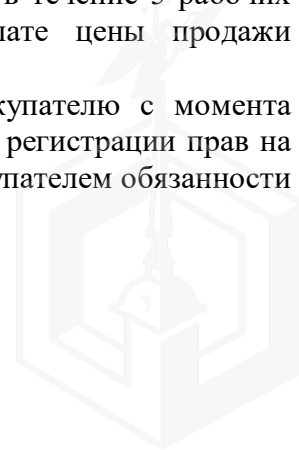 в течение 5 рабочих
лате цены продажи
купателю с момента
регистрации прав на
упателем обязанности